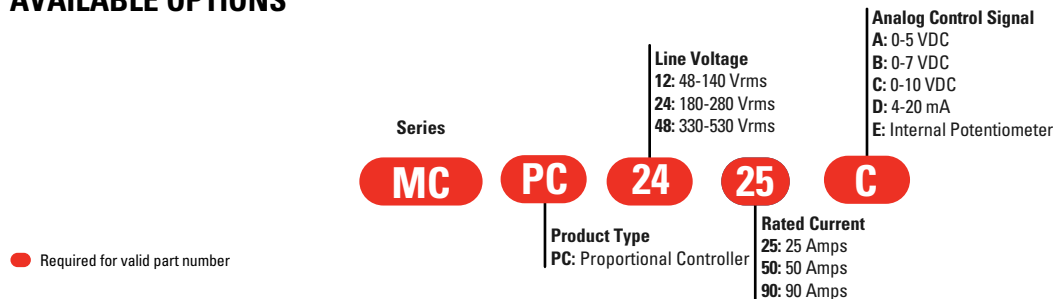 AVAILABLE OPTIONS
Analog Control Signal
A: 0-5 VDC
B: 0-7 VDC
C: 0-10 VDC
D: 4-20 mA
E: Internal Potentiometer
Line Voltage
12: 48-140 Vrms
24: 180-280 Vrms
48: 330-530 Vrms
Series
MC PC 24 25 C
Product Type
PC: Proportional Controller
Rated Current
25: 25 Amps
50: 50 Amps
90: 90 Amps
Required for valid part number